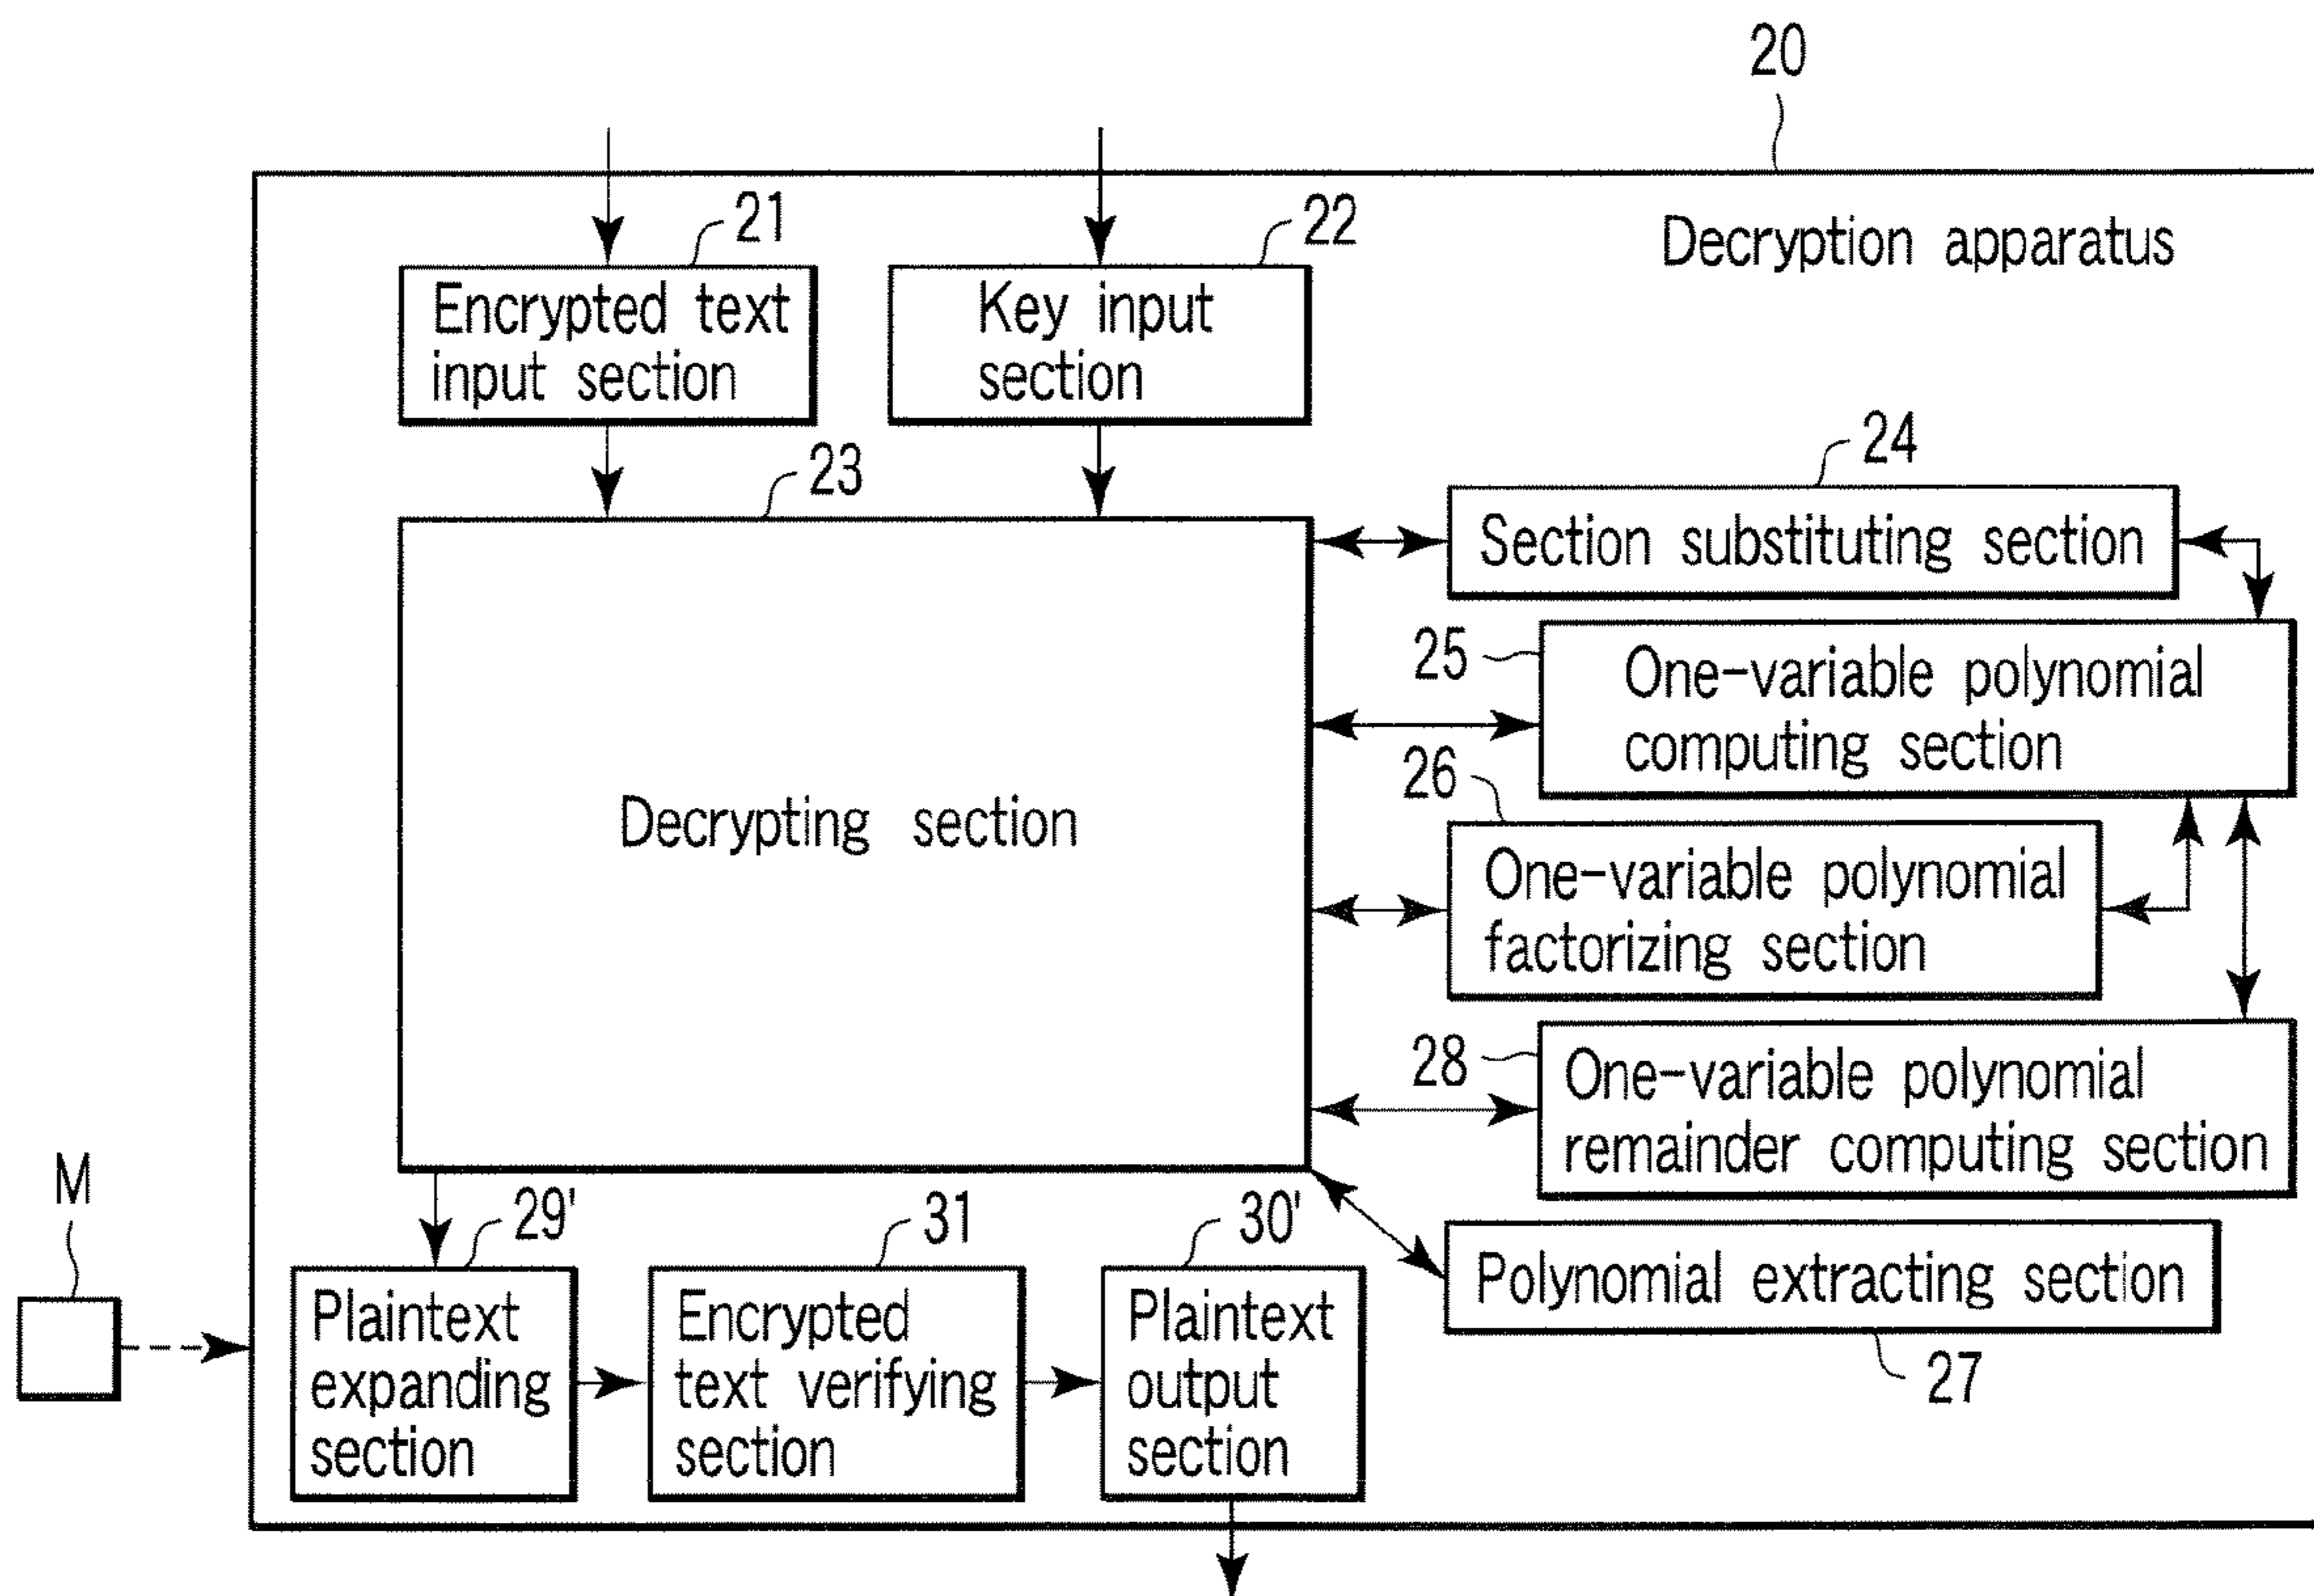 20
Decryption apparatus
21
Encrypted text
input section
22
Key input
section
23
Decrypting section
24
Section substituting section
25
One-variable polynomial
computing section
26
One-variable polynomial
factorizing section
28
One-variable polynomial
remainder computing section
Polynomial extracting section
27
M
29'
Plaintext
expanding
section
31
Encrypted
text verifying
section
30'
Plaintext
output
section